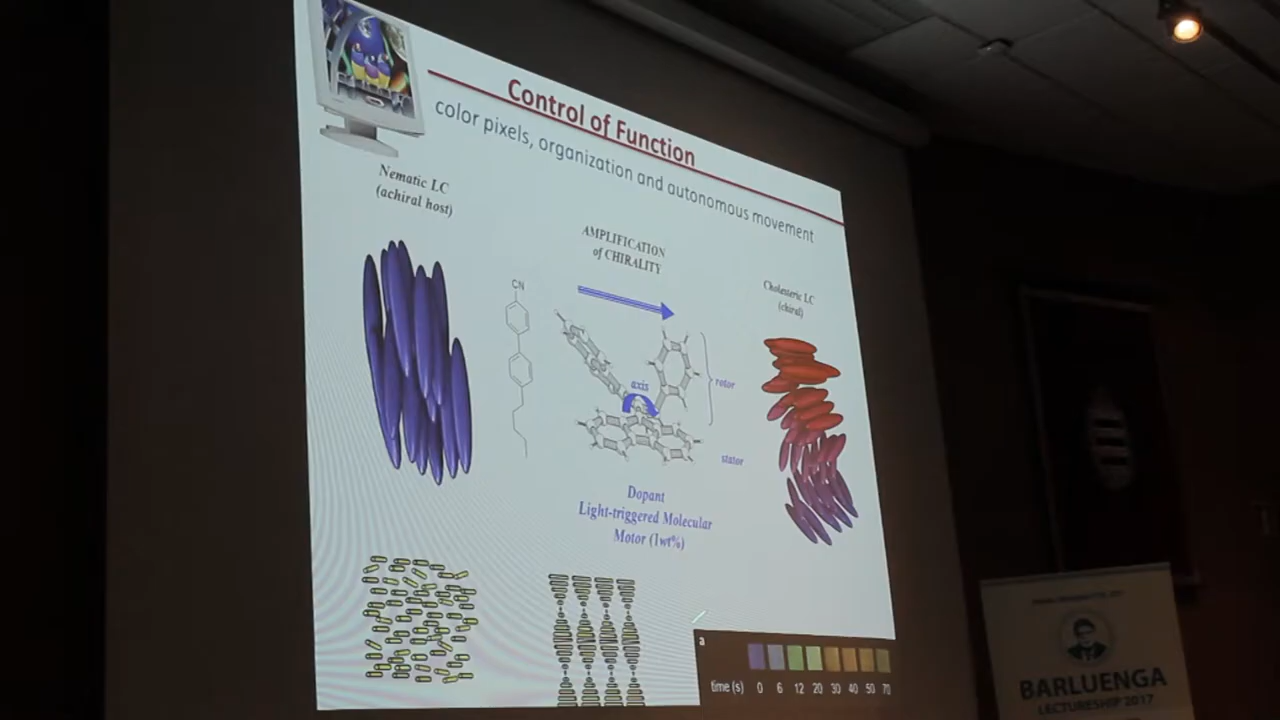 Control of Function
color pixels, organization and autonomous movement
Nematic LC
(achiral host)
AMPLIFICATION
of CHIRALITY
Cholesteric LC
(chiral)
CN
axis
rotor
stator
Dopant
Light-triggered Molecular
Motor (1wt%)
a
time (s) 0 6 12 20 30 40 50 70
BARLUENGA
LECTURESHIP 2017